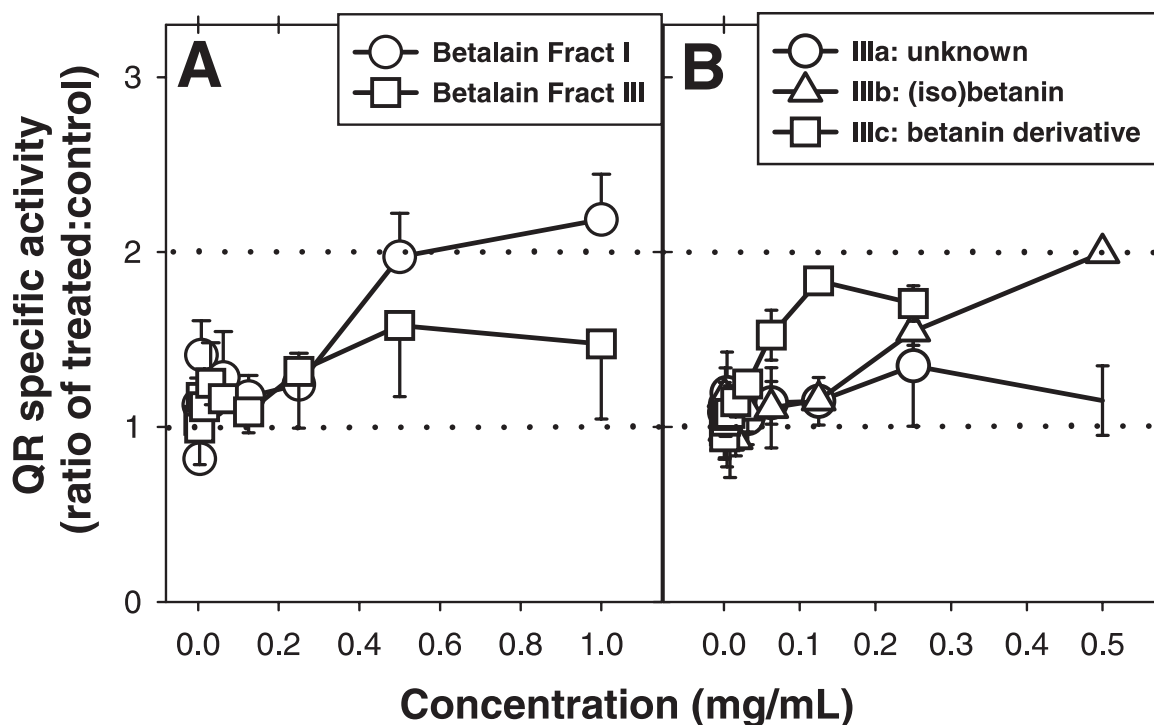 A
Betalain Fract I
Betalain Fract III
B
IIIa: unknown
IIIb: (iso)betanin
IIIc: betanin derivative
QR specific activity
(ratio of treated:control)
3
2
1
0
0.0 0.2 0.4 0.6 0.8 1.0
0.0 0.1 0.2 0.3 0.4 0.5
Concentration (mg/mL)